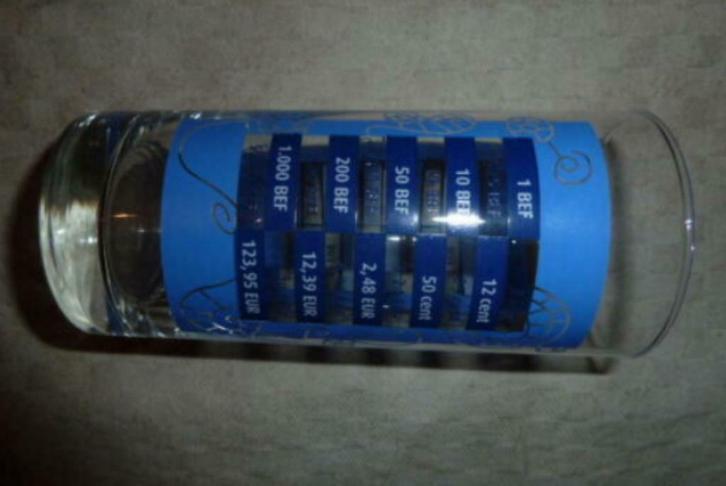 1 BEF
12 cent
10 BEF
50 cent
50 BEF
2,48 EUR
200 BEF
12,39 EUR
1.000 BEF
123,95 EUR